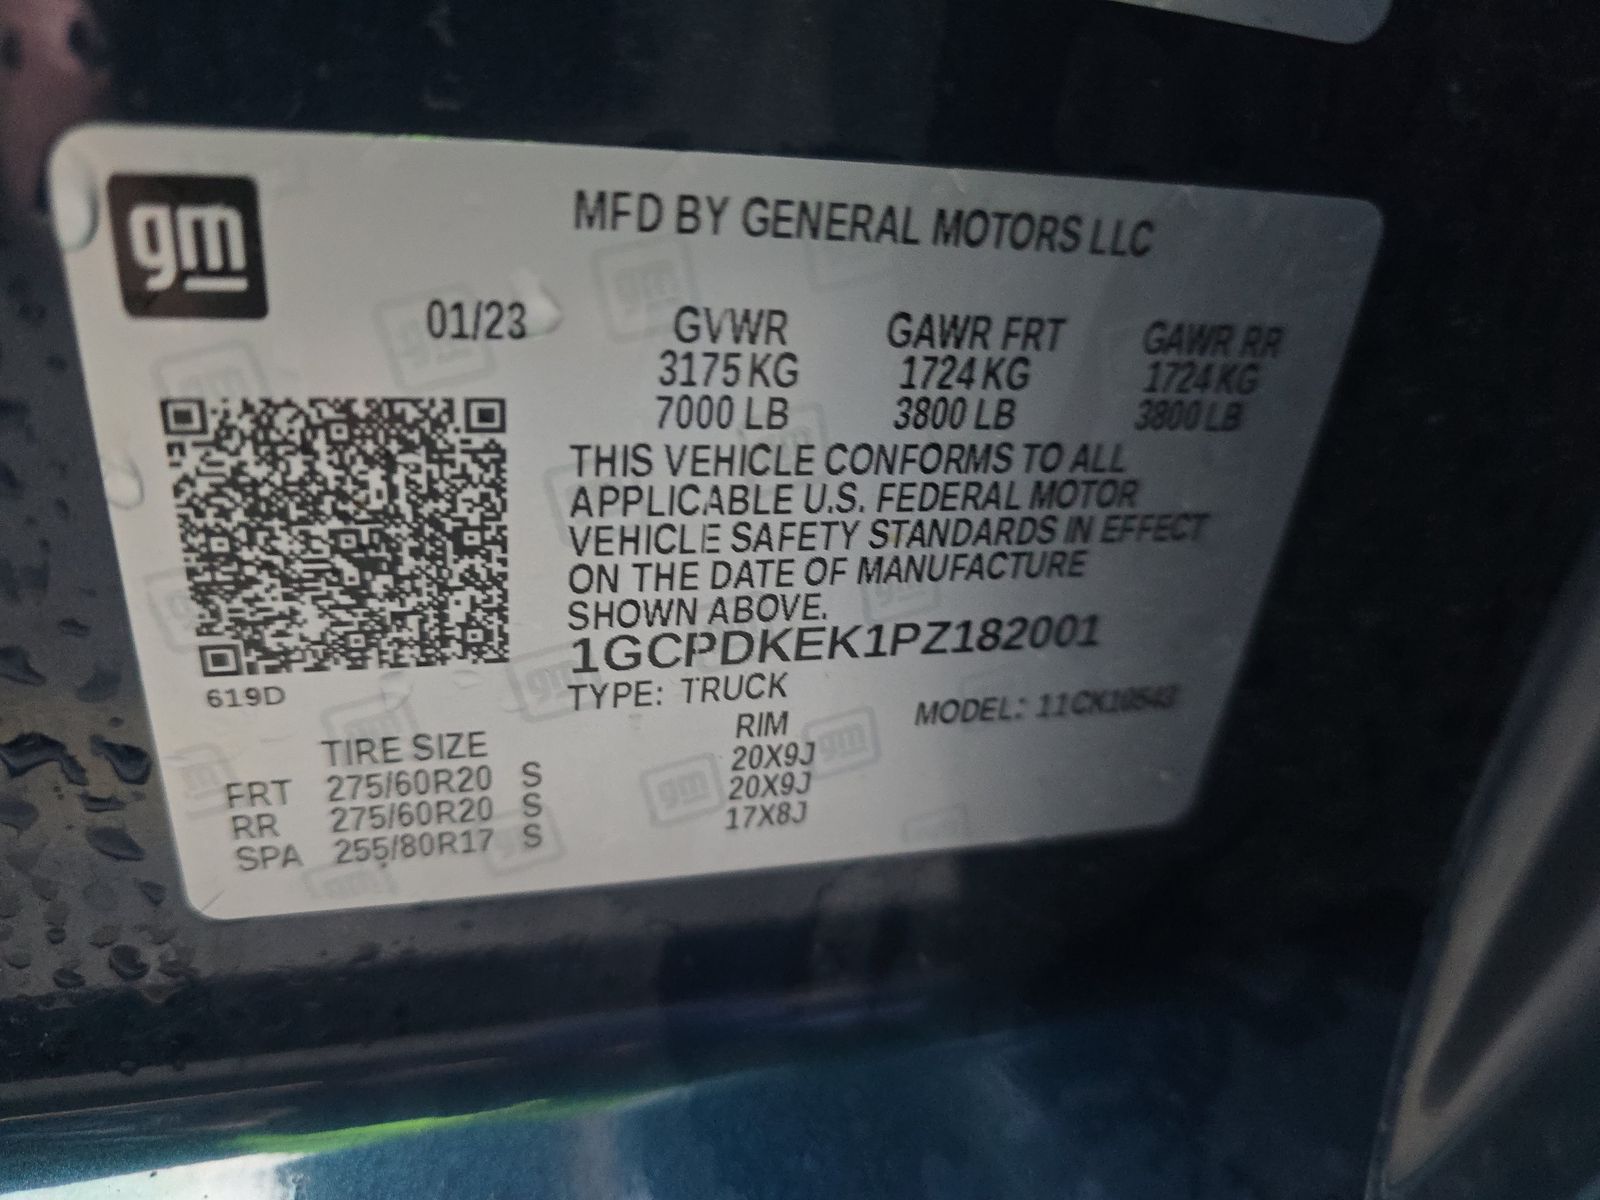 gm
MFD BY GENERAL MOTORS LLC
01/23 GVWR GAWR FRT GAWR RR
3175 KG 1724 KG 1724 KG
7000 LB 3800 LB 3800 LB
THIS VEHICLE CONFORMS TO ALL
APPLICABLE U.S. FEDERAL MOTOR
VEHICLE SAFETY STANDARDS IN EFFECT
ON THE DATE OF MANUFACTURE
SHOWN ABOVE.
1GCPDKEK1PZ182001
619D
TYPE: TRUCK MODEL: 11CK10543
TIRE SIZE RIM
FRT 275/60R20 S 20X9J
RR 275/60R20 S 20X9J
SPA 255/80R17 S 17X8J